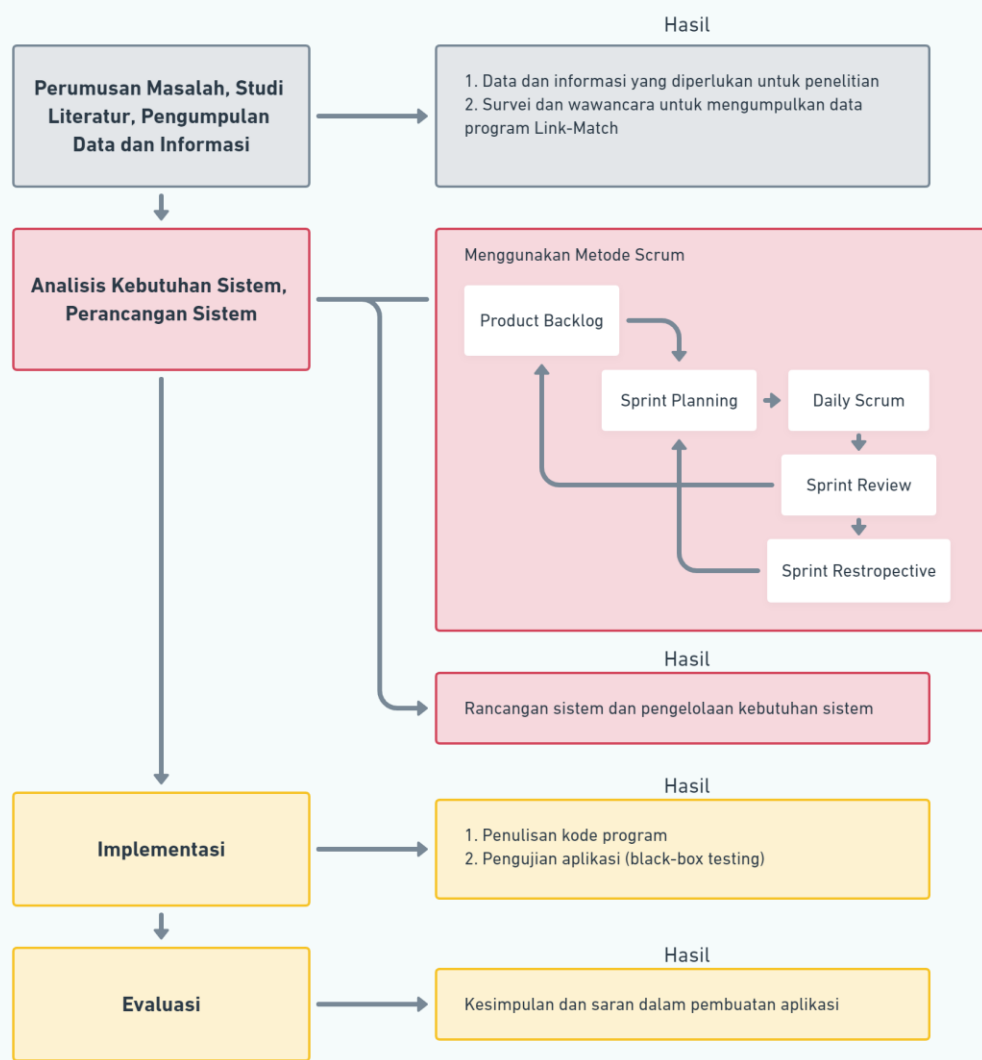 Hasil
Perumusan Masalah, Studi
Literatur, Pengumpulan
Data dan Informasi
1. Data dan informasi yang diperlukan untuk penelitian
2. Survei dan wawancara untuk mengumpulkan data
program Link-Match
Analisis Kebutuhan Sistem,
Perancangan Sistem
Menggunakan Metode Scrum
Product Backlog
Sprint Planning
Daily Scrum
Sprint Review
Sprint Restropective
Hasil
Rancangan sistem dan pengelolaan kebutuhan sistem
Hasil
Implementasi
1. Penulisan kode program
2. Pengujian aplikasi (black-box testing)
Hasil
Evaluasi
Kesimpulan dan saran dalam pembuatan aplikasi